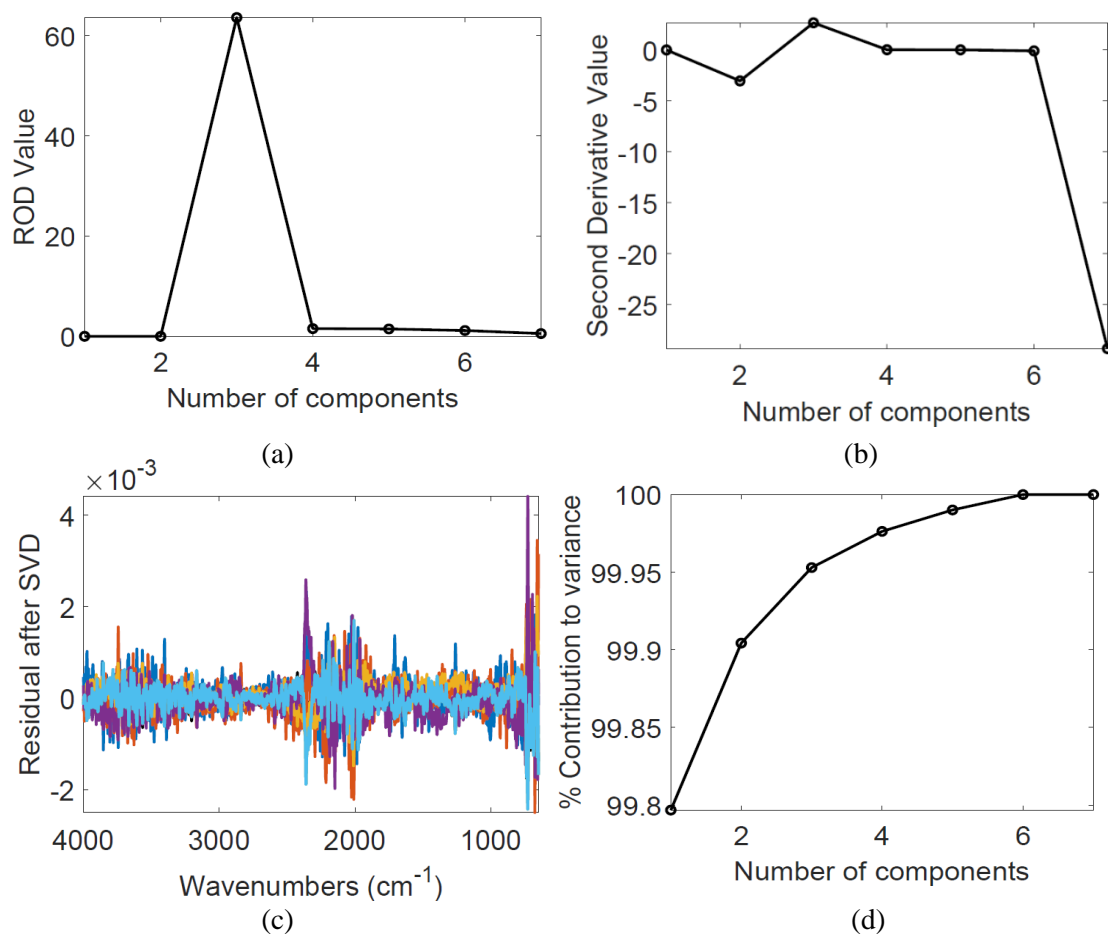 ROD Value
60
40
20
0
2
4
6
Number of components
(a)
Second Derivative Value
0
-5
-10
-15
-20
-25
2
4
6
Number of components
(b)
×10-3
Residual after SVD
4
2
0
-2
4000
3000
2000
1000
Wavenumbers (cm-1)
(c)
% Contribution to variance
100
99.95
99.9
99.85
99.8
2
4
6
Number of components
(d)